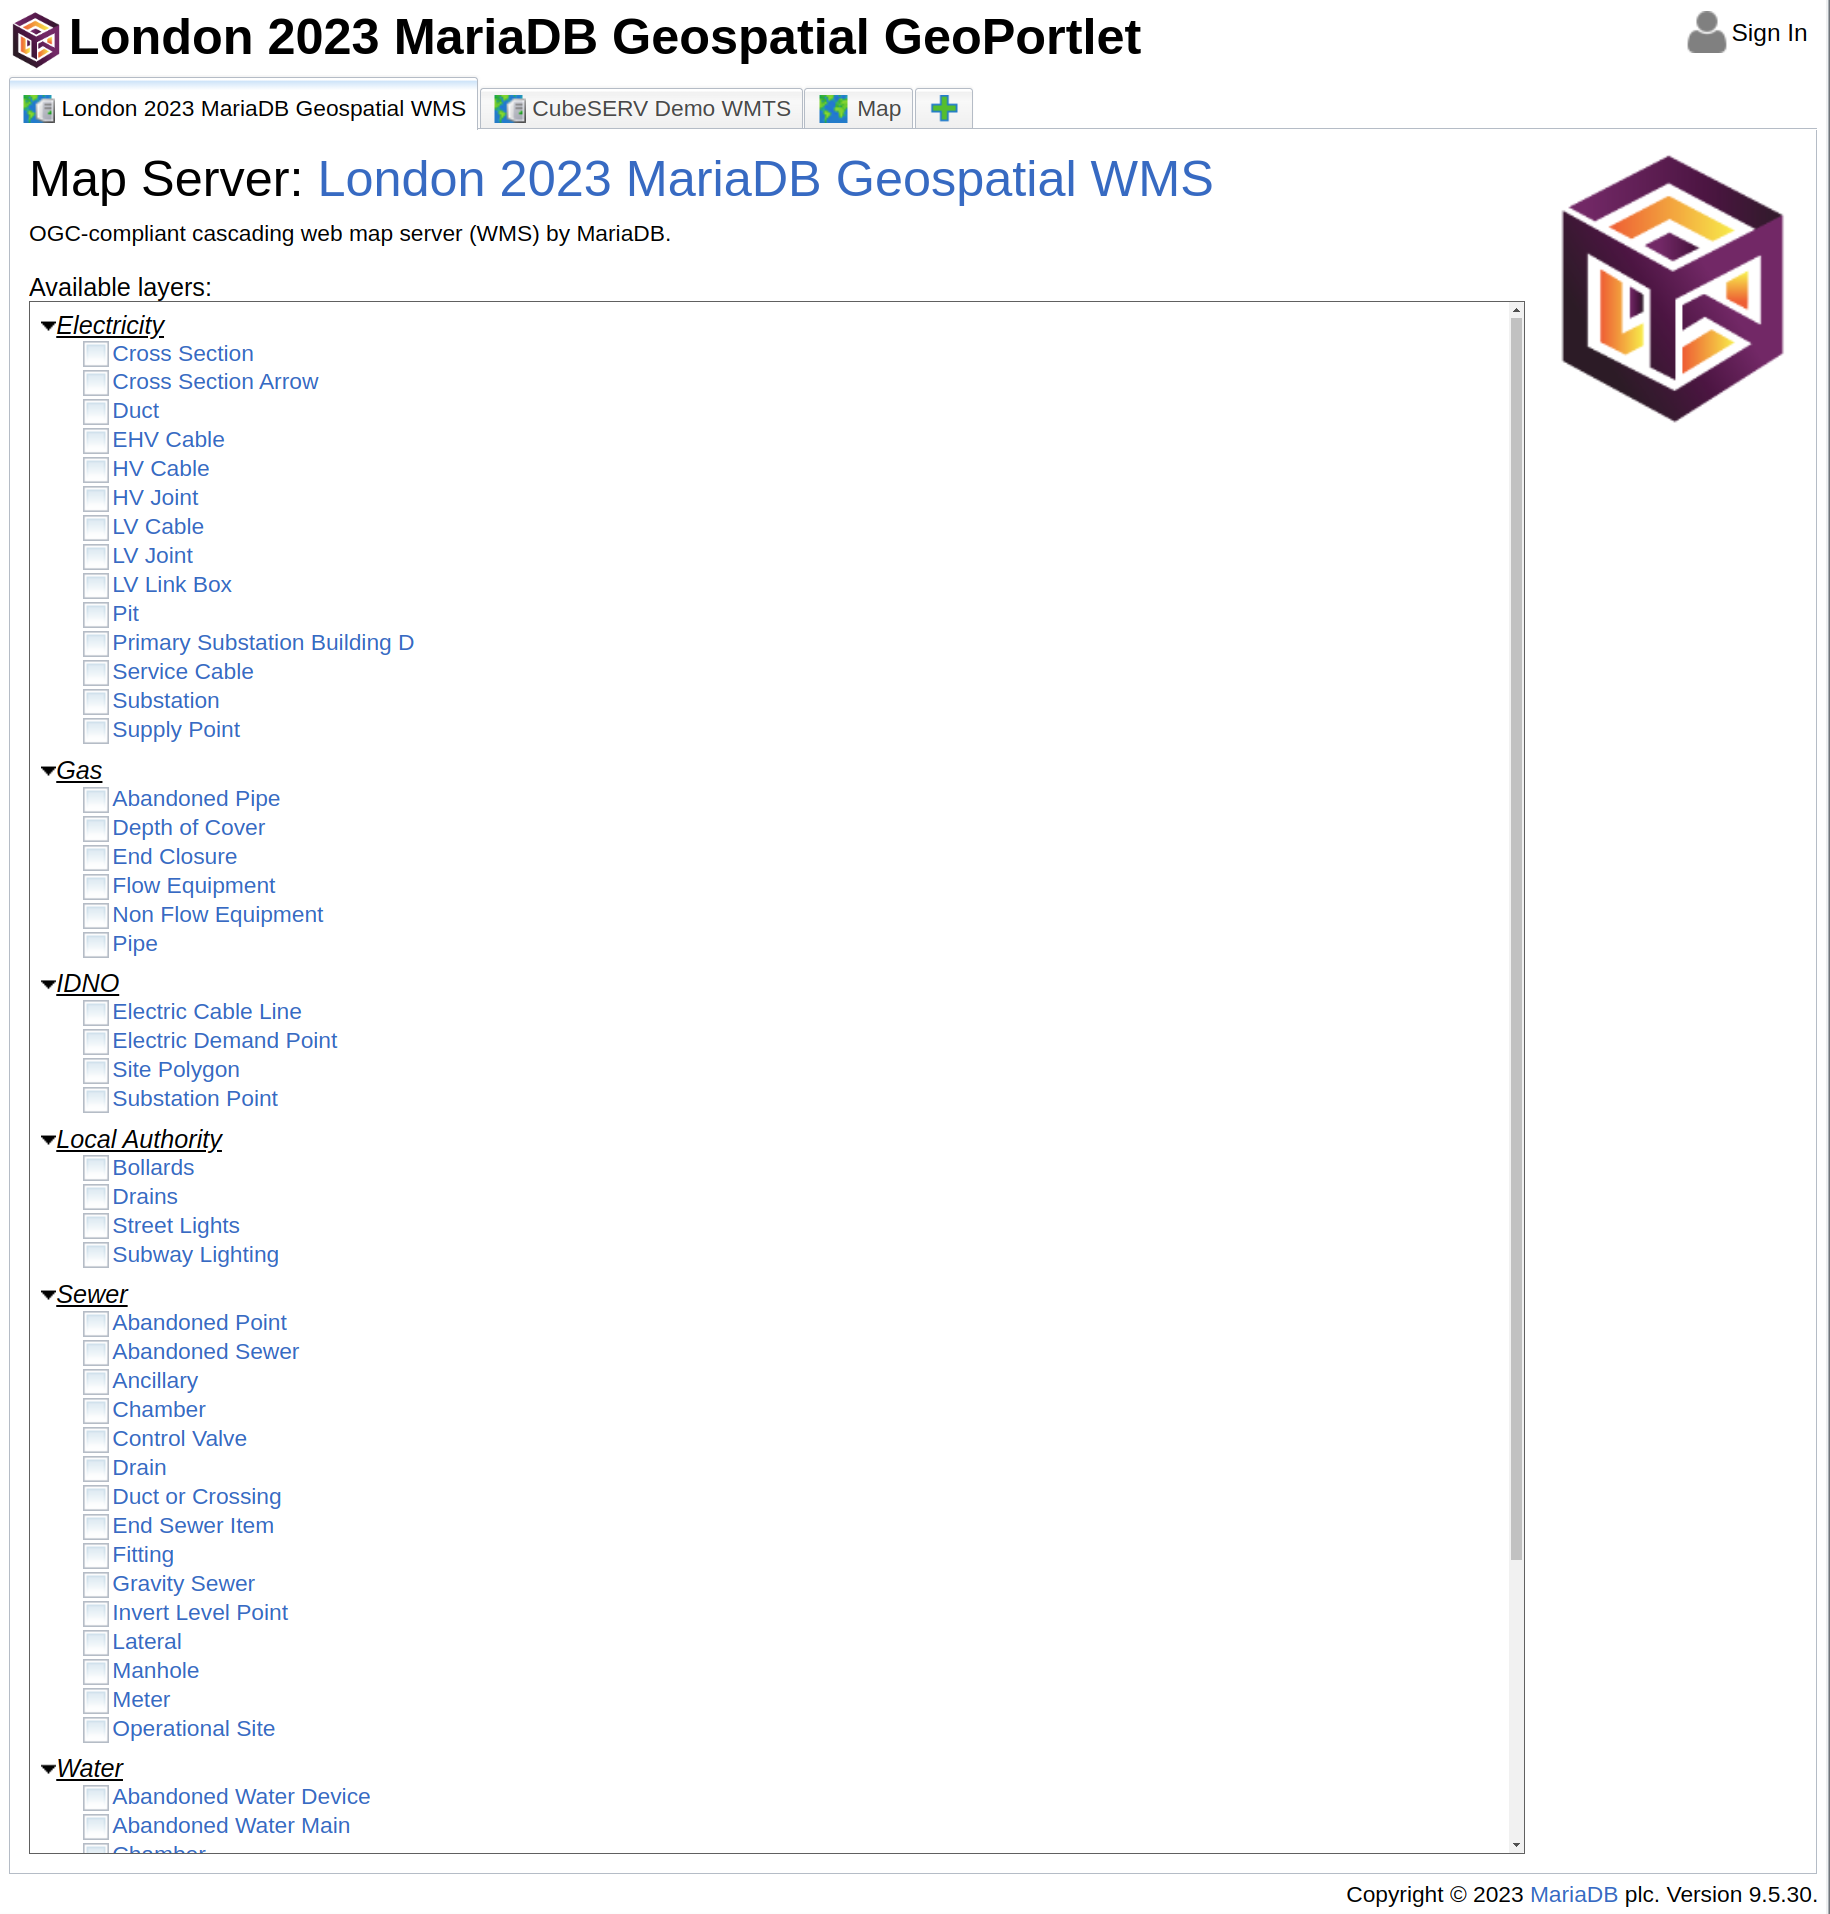 London 2023 MariaDB Geospatial GeoPortlet
Sign In
London 2023 MariaDB Geospatial WMS
CubeSERV Demo WMTS
Map
Map Server: London 2023 MariaDB Geospatial WMS
OGC-compliant cascading web map server (WMS) by MariaDB.
Available layers:
Electricity
Cross Section
Cross Section Arrow
Duct
EHV Cable
HV Cable
HV Joint
LV Cable
LV Joint
LV Link Box
Pit
Primary Substation Building D
Service Cable
Substation
Supply Point
Gas
Abandoned Pipe
Depth of Cover
End Closure
Flow Equipment
Non Flow Equipment
Pipe
IDNO
Electric Cable Line
Electric Demand Point
Site Polygon
Substation Point
Local Authority
Bollards
Drains
Street Lights
Subway Lighting
Sewer
Abandoned Point
Abandoned Sewer
Ancillary
Chamber
Control Valve
Drain
Duct or Crossing
End Sewer Item
Fitting
Gravity Sewer
Invert Level Point
Lateral
Manhole
Meter
Operational Site
Water
Abandoned Water Device
Abandoned Water Main
Chamber
Copyright © 2023 MariaDB plc. Version 9.5.30.